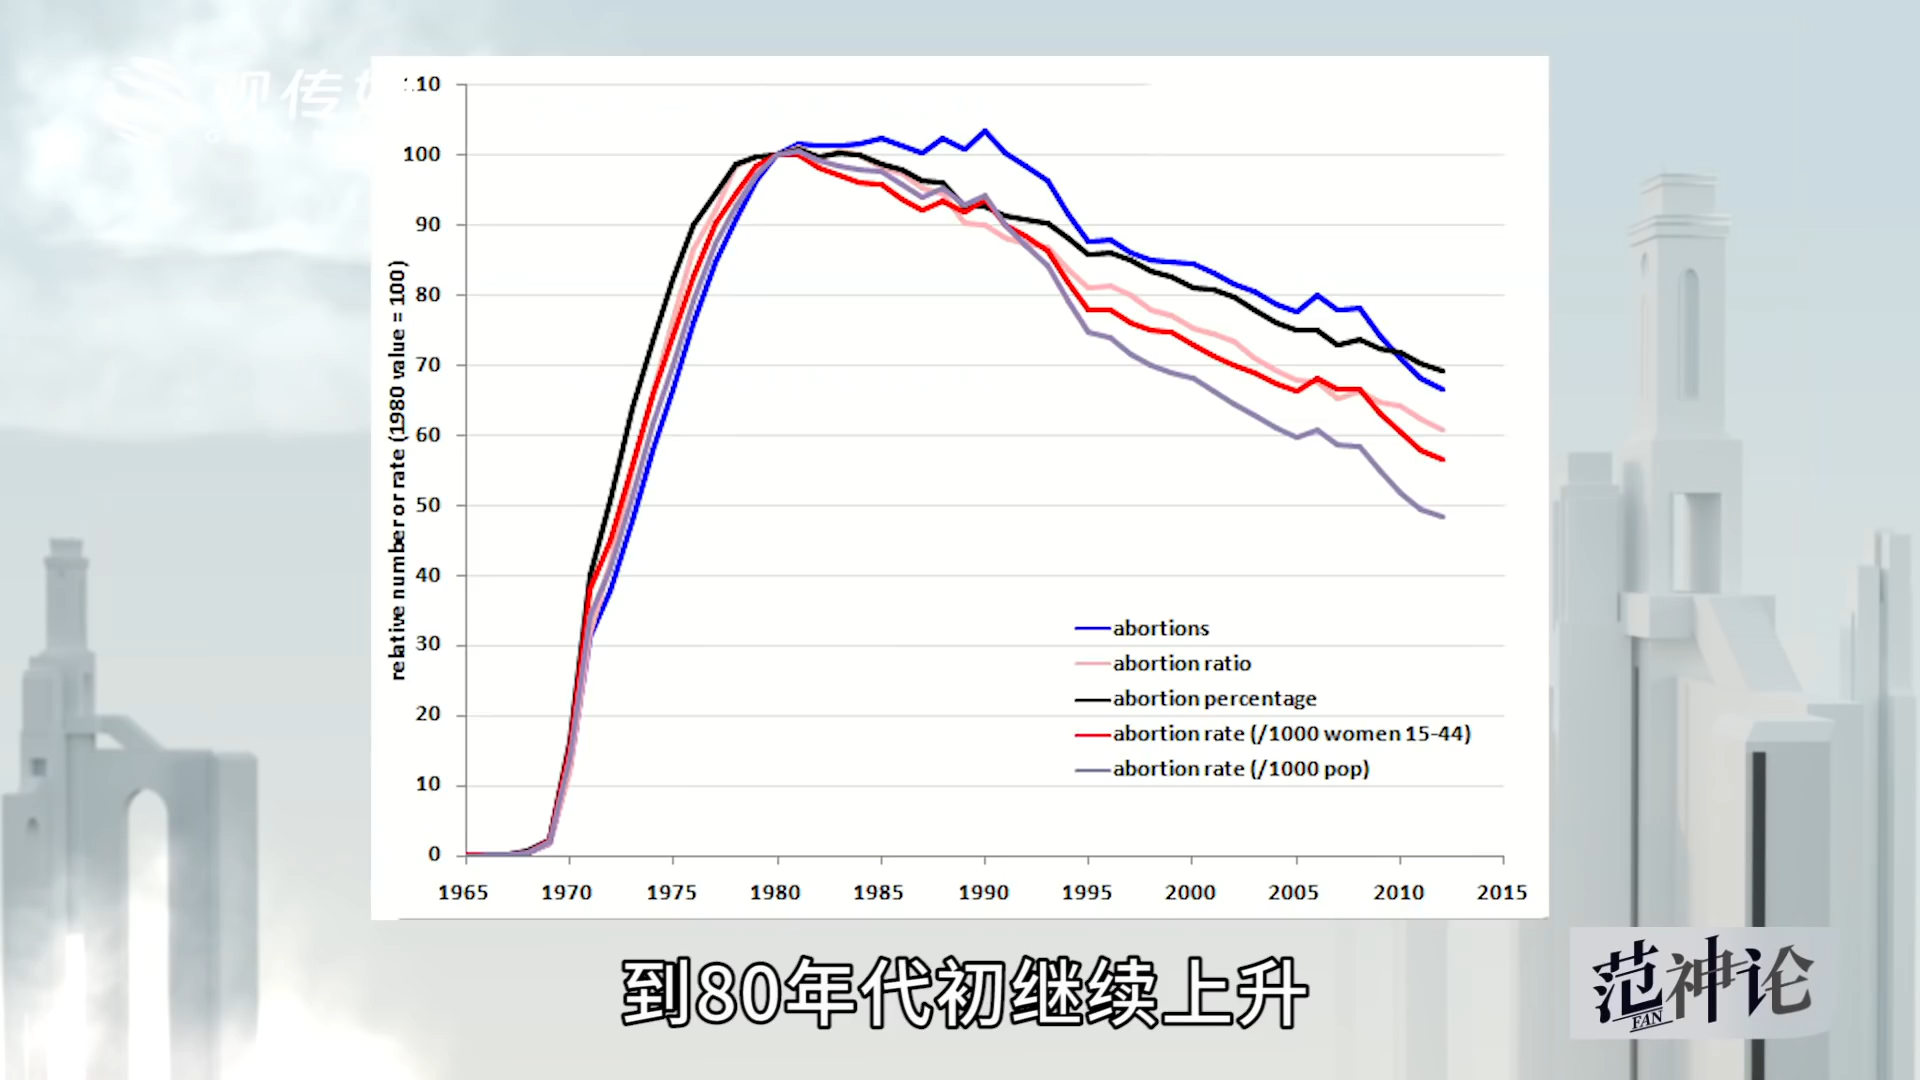 视传媒
110
100
90
80
70
60
50
40
30
20
10
0
relative number or rate (1980 value = 100)
1965 1970 1975 1980 1985 1990 1995 2000 2005 2010 2015
abortions
abortion ratio
abortion percentage
abortion rate (/1000 women 15-44)
abortion rate (/1000 pop)
到80年代初继续上升
范神论
FAN